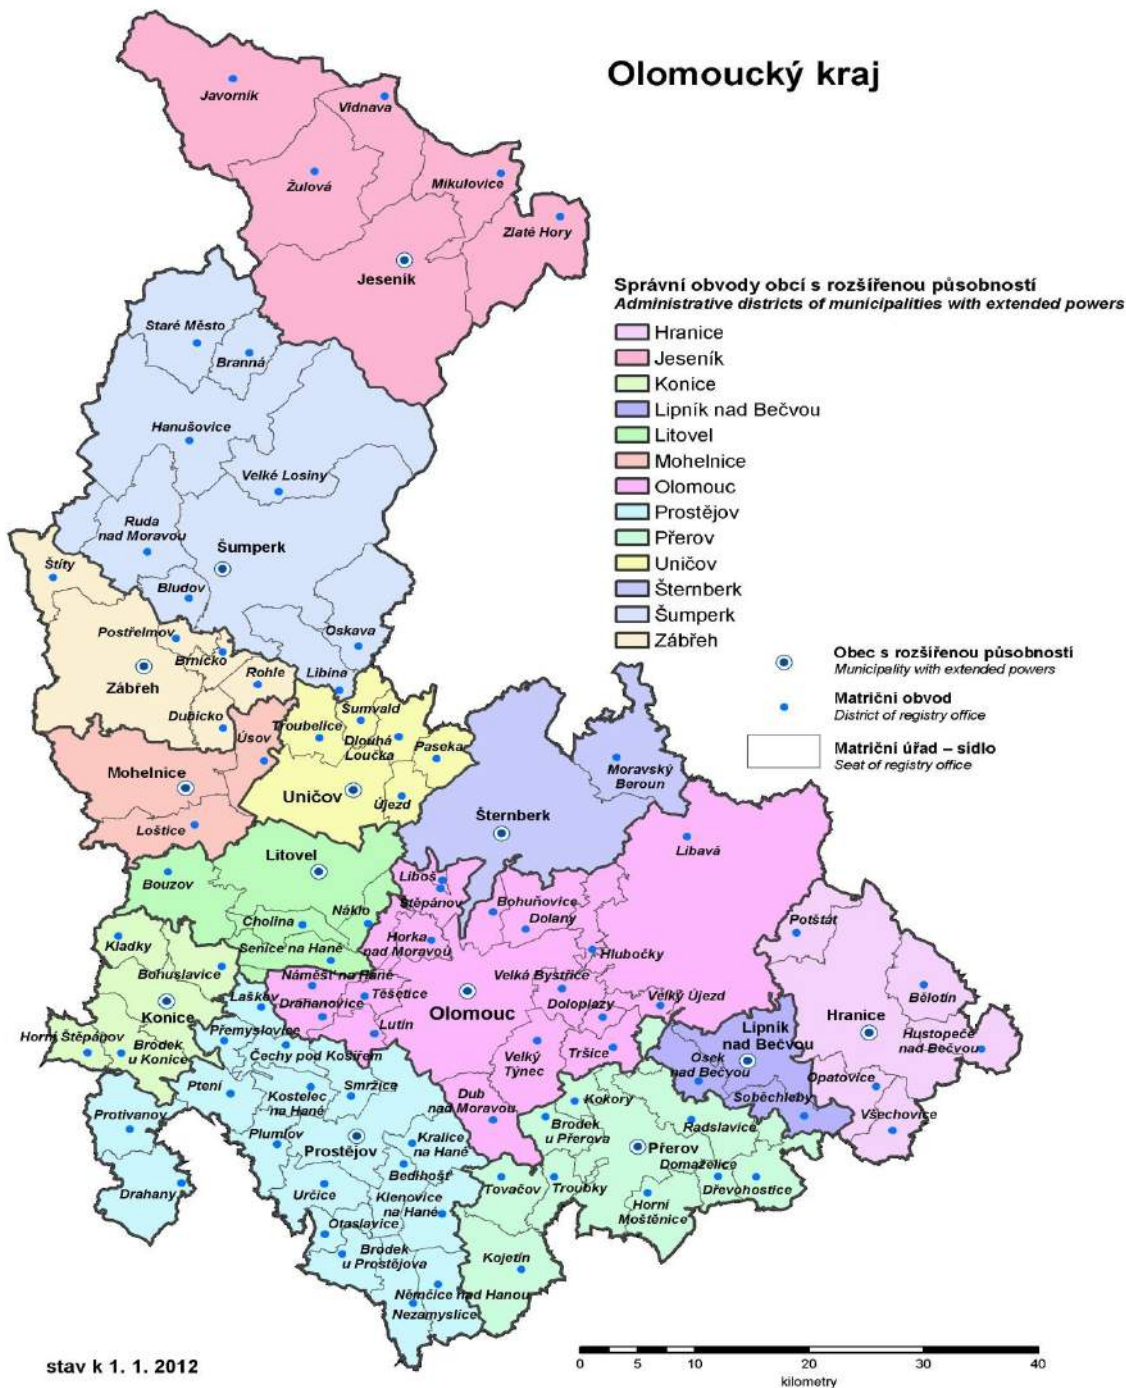 Olomoucký kraj
Javorník
Vidnava
Žulová
Mikulovice
Zlaté Hory
Jeseník
Správní obvody obcí s rozšířenou působností
Administrative districts of municipalities with extended powers
Hranice
Jeseník
Konice
Lipník nad Bečvou
Litovel
Mohelnice
Olomouc
Prostějov
Přerov
Uničov
Šternberk
Šumperk
Zábřeh
Obec s rozšířenou působností
Municipality with extended powers
Matriční obvod
District of registry office
Matriční úřad – sídlo
Seat of registry office
Staré Město
Branná
Hanušovice
Velké Losiny
Ruda
nad Moravou
Šumperk
Štíty
Bludov
Postřelmov
Brníčko
Oskava
Zábřeh
Rohle
Libina
Dubicko
Úsov
Šumvald
Troubelice
Dlouhá
Loučka
Paseka
Mohelnice
Uničov
Újezd
Loštice
Moravský
Beroun
Šternberk
Litovel
Libavá
Bouzov
Liboš
Štěpánov
Bohuňovice
Dolany
Cholina
Náklo
Senice na Hané
Horka
nad Moravou
Hlubočky
Potštát
Kladky
Bohuslavice
Náměšť na Hané
Velká Bystřice
Bělotín
Laškov
Těšetice
Drahanovice
Doloplazy
Velký Újezd
Konice
Olomouc
Hranice
Přemyslovice
Lutín
Lipník
nad Bečvou
Hustopeče
nad Bečvou
Horní Štěpánov
Brodek
u Konice
Čechy pod Kosířem
Velký
Týnec
Tršice
Osek
nad Bečvou
Opatovice
Ptení
Smržice
Kostelec
na Hané
Dub
nad Moravou
Kokory
Soběchleby
Všechovice
Protivanov
Plumlov
Prostějov
Kralice
na Hané
Brodek
u Přerova
Radslavice
Přerov
Bedihošť
Domaželice
Drahany
Určice
Klenovice
na Hané
Tovačov
Troubky
Dřevohostice
Horní
Moštěnice
Otaslavice
Brodek
u Prostějova
Kojetín
Němčice nad Hanou
Nezamyslice
stav k 1. 1. 2012
0 5 10 20 30 40
kilometry